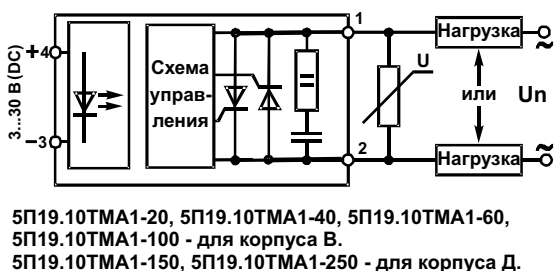 1
Нагрузка
~
+4
3...30 В (DC)
Схема
управ-
ления
U
или
Un
–3
2
Нагрузка
~
5П19.10ТМА1-20, 5П19.10ТМА1-40, 5П19.10ТМА1-60,
5П19.10ТМА1-100 - для корпуса В.
5П19.10ТМА1-150, 5П19.10ТМА1-250 - для корпуса Д.